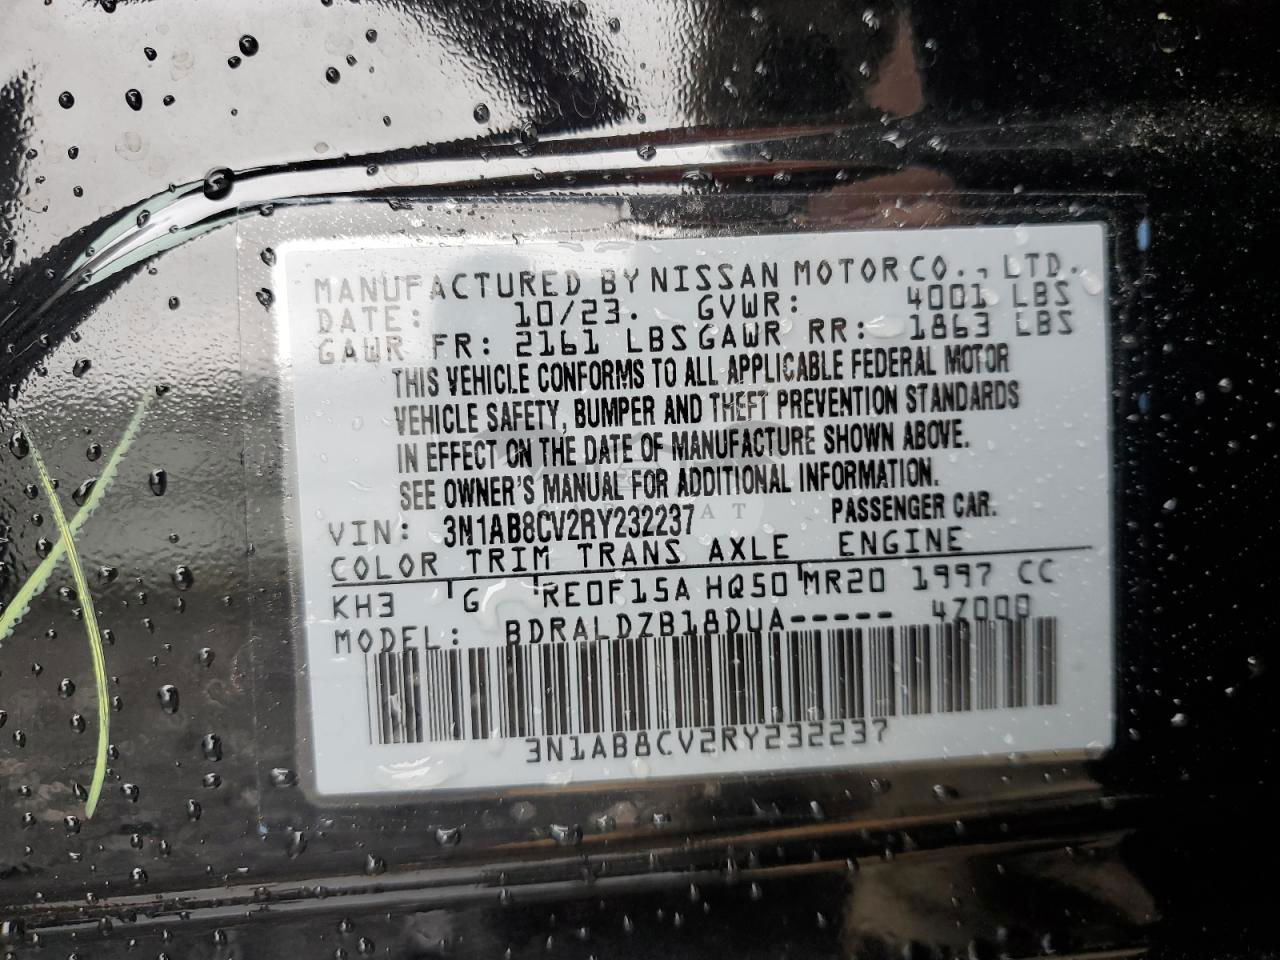 MANUFACTURED BY NISSAN MOTOR CO., LTD.
DATE: 10/23. GVWR: 4001 LBS
GAWR FR: 2161 LBS GAWR RR: 1863 LBS
THIS VEHICLE CONFORMS TO ALL APPLICABLE FEDERAL MOTOR
VEHICLE SAFETY, BUMPER AND THEFT PREVENTION STANDARDS
IN EFFECT ON THE DATE OF MANUFACTURE SHOWN ABOVE.
SEE OWNER'S MANUAL FOR ADDITIONAL INFORMATION.
VIN: 3N1AB8CV2RY232237 PASSENGER CAR.
COLOR TRIM TRANS AXLE ENGINE
KH3 G RE0F15A HQ50 MR20 1997 CC
MODEL: BDRALDZB18DUA----- 4Z000
3N1AB8CV2RY232237